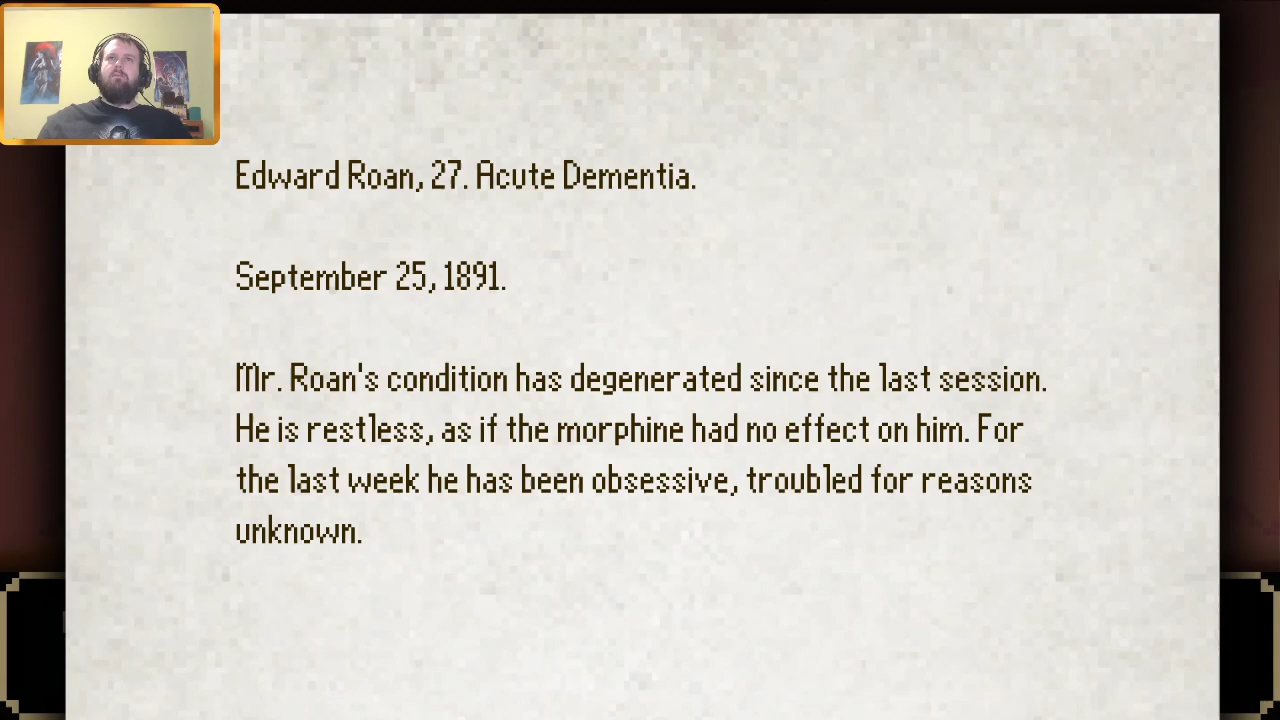 Edward Roan, 27. Acute Dementia.
September 25, 1891.
Mr. Roan's condition has degenerated since the last session.
He is restless, as if the morphine had no effect on him. For
the last week he has been obsessive, troubled for reasons
unknown.